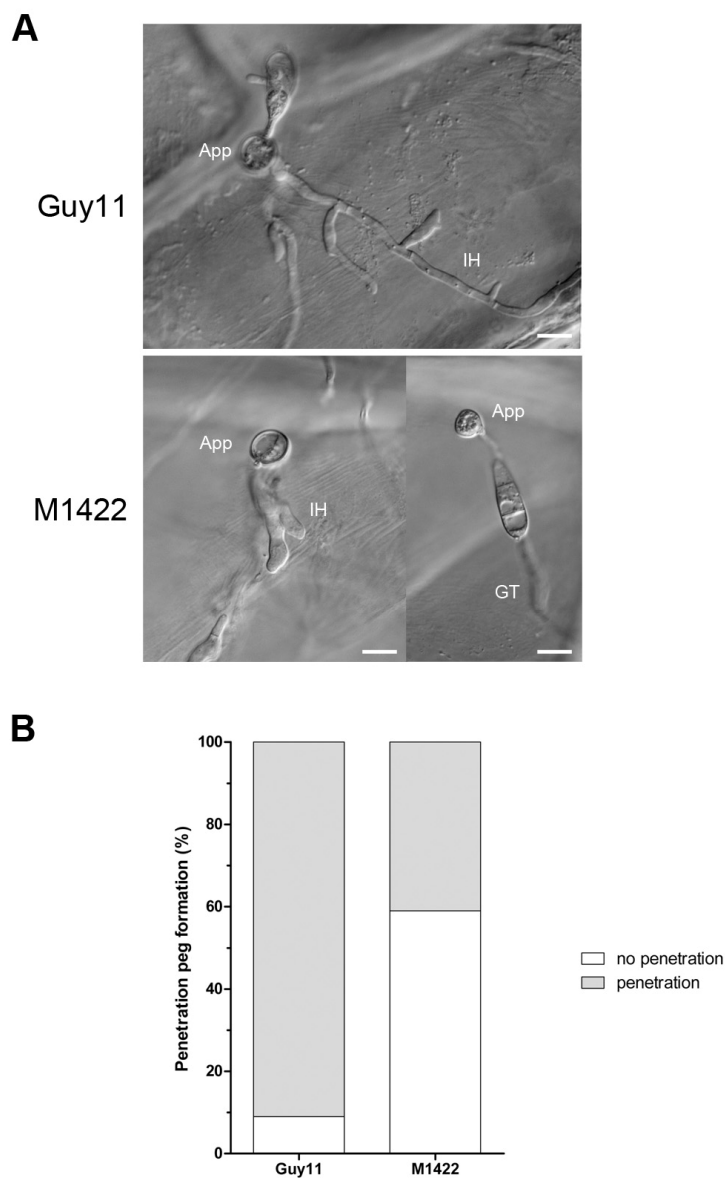 A
Guy11
App
IH
M1422
App
IH
App
GT
B
Penetration peg formation (%)
100
80
60
40
20
0
Guy11
M1422
no penetration
penetration